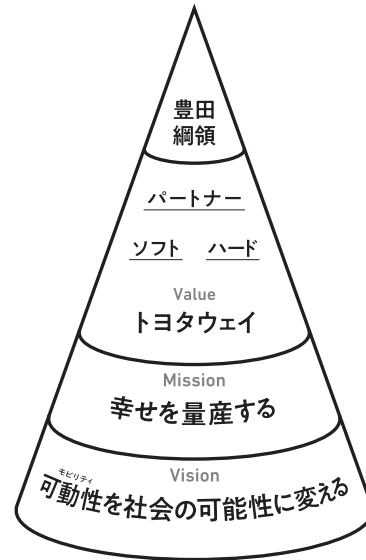 豊田
綱領
パートナー
ソフト ハード
Value
トヨタウェイ
Mission
幸せを量産する
Vision
モビリティ
可動性を社会の可能性に変える